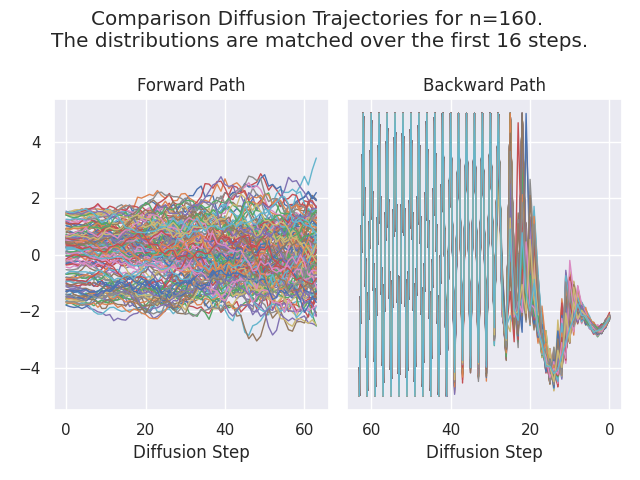 Comparison Diffusion Trajectories for n=160.
The distributions are matched over the first 16 steps.
Forward Path
Backward Path
4
2
0
−2
−4
0
20
40
60
60
40
20
0
Diffusion Step
Diffusion Step